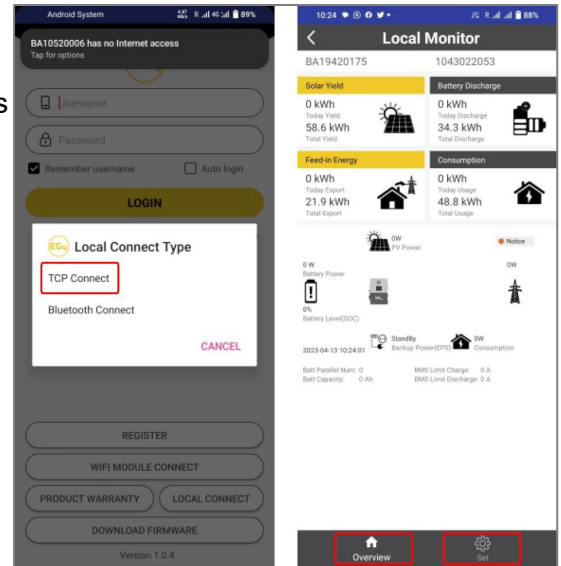 s
Android System
4.87 KB/s R 4G 89%
BA10520006 has no Internet access
Tap for options
Username
Password
Remember username
Auto login
LOGIN
EG4
Local Connect Type
TCP Connect
Bluetooth Connect
CANCEL
REGISTER
WIFI MODULE CONNECT
PRODUCT WARRANTY
LOCAL CONNECT
DOWNLOAD FIRMWARE
Version 1.0.4
10:24
R 88%
Local Monitor
BA19420175
1043022053
Solar Yield
0 kWh
Today Yield
58.6 kWh
Total Yield
Battery Discharge
0 kWh
Today Discharge
34.3 kWh
Total Discharge
Feed-in Energy
0 kWh
Today Export
21.9 kWh
Total Export
Consumption
0 kWh
Today Usage
48.8 kWh
Total Usage
0W
PV Power
Notice
0 W
Battery Power
0W
0%
Battery Level(SOC)
StandBy
Backup Power(EPS)
0W
Consumption
2023-04-13 10:24:01
Batt Parallel Num: 0
BMS Limit Charge: 0 A
Batt Capacity: 0 Ah
BMS Limit Discharge: 0 A
Overview
Set